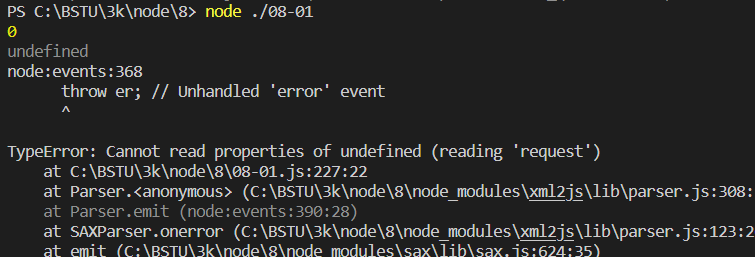 PS C:\BSTU\3k\node\8> node ./08-01
0
undefined
node:events:368
throw er; // Unhandled 'error' event
^
TypeError: Cannot read properties of undefined (reading 'request')
at C:\BSTU\3k\node\8\08-01.js:227:22
at Parser.<anonymous> (C:\BSTU\3k\node\8\node_modules\xml2js\lib\parser.js:308:
at Parser.emit (node:events:390:28)
at SAXParser.onerror (C:\BSTU\3k\node\8\node_modules\xml2js\lib\parser.js:123:2
at emit (C:\BSTU\3k\node\8\node_modules\sax\lib\sax.js:624:35)